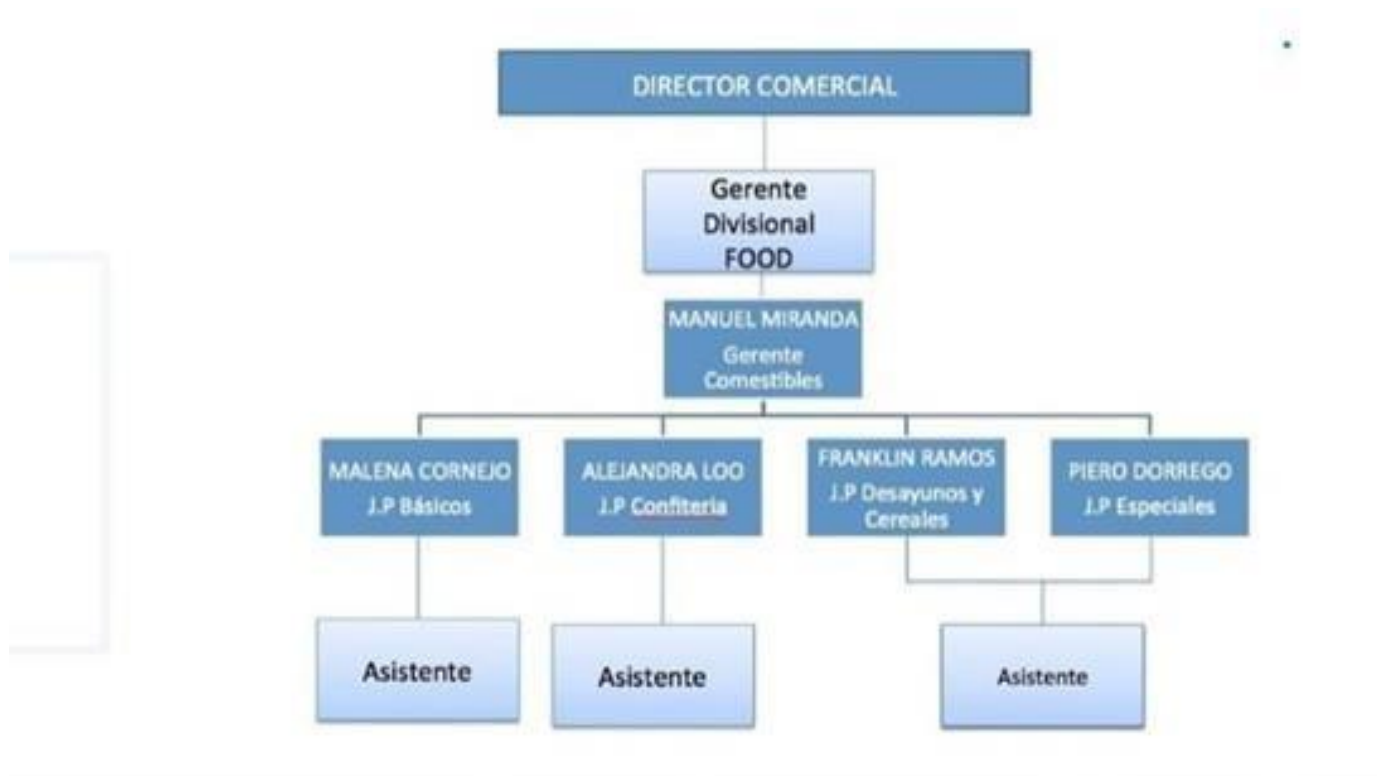 DIRECTOR COMERCIAL
Gerente
Divisional
FOOD
MANUEL MIRANDA
Gerente
Comestibles
MALENA CORNEJO
J.P Básicos
ALEJANDRA LOO
J.P Confiteria
FRANKLIN RAMOS
J.P Desayunos y
Cereales
PIERO DORREGO
J.P Especiales
Asistente
Asistente
Asistente